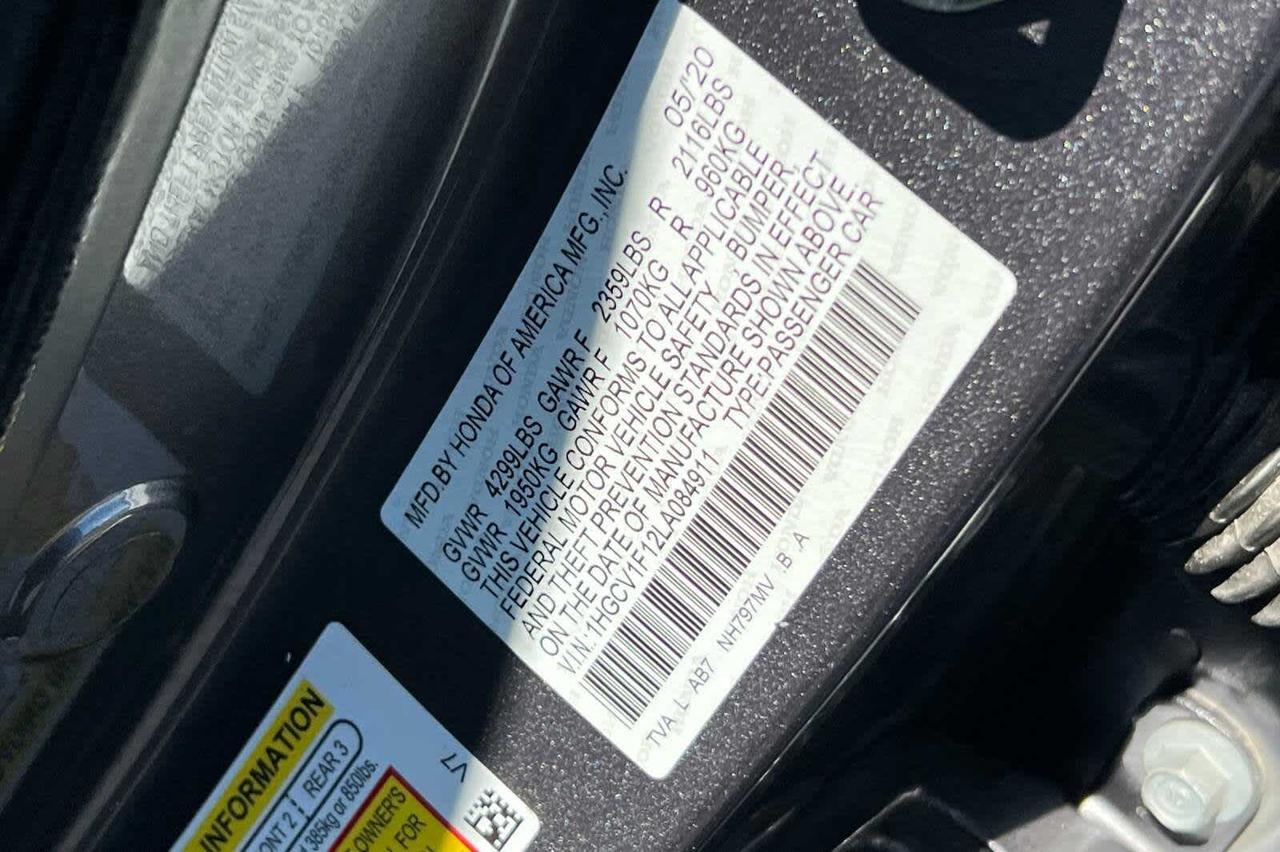 MFD.BY HONDA OF AMERICA MFG.,INC. 05/'20
GVWR 4299LBS GAWR F 2359LBS R 2116LBS
GVWR 1950KG GAWR F 1070KG R 960KG
THIS VEHICLE CONFORMS TO ALL APPLICABLE
FEDERAL MOTOR VEHICLE SAFETY, BUMPER,
AND THEFT PREVENTION STANDARDS IN EFFECT
ON THE DATE OF MANUFACTURE SHOWN ABOVE.
V.I.N.:1HGCV1F12LA084911 TYPE:PASSENGER CAR
TVA L AB7 NH797MV B A
INFORMATION
2 REAR 3
385kg or 850lbs.
OWNER'S
FOR